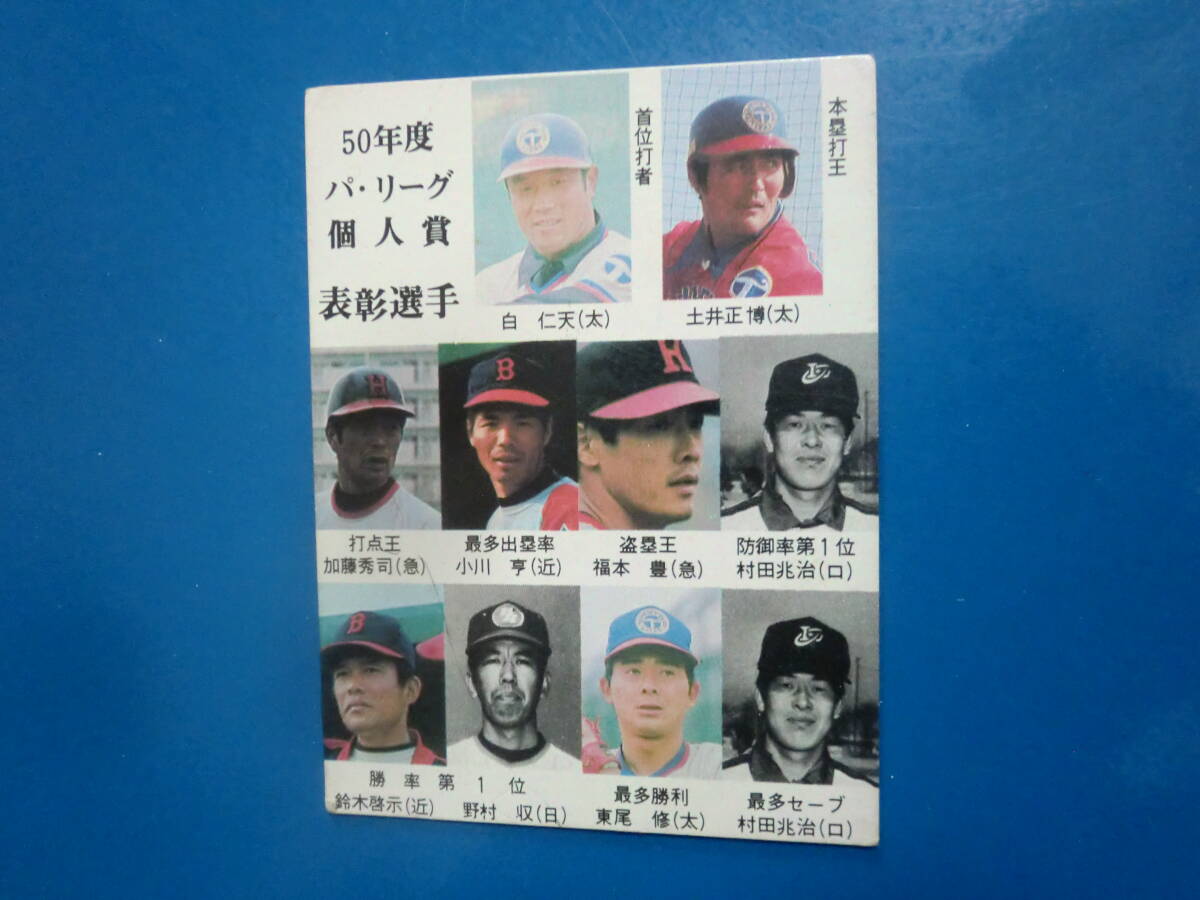 50年度
パ・リーグ
個人賞
表彰選手
首位打者
白 仁天(太)
本塁打王
土井正博(太)
打点王
加藤秀司(急)
最多出塁率
小川 亨(近)
盗塁王
福本 豊(急)
防御率第1位
村田兆治(ロ)
勝率第1位
鈴木啓示(近)
野村 収(日)
最多勝利
東尾 修(太)
最多セーブ
村田兆治(ロ)